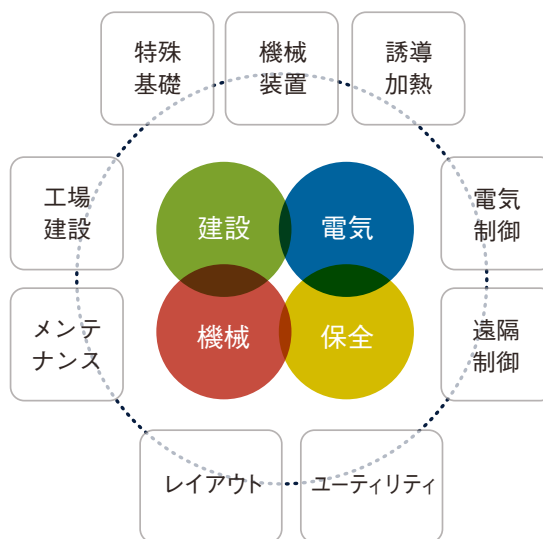 特殊
基礎
機械
装置
誘導
加熱
工場
建設
電気
制御
建設
電気
メンテ
ナンス
遠隔
制御
機械
保全
レイアウト
ユーティリティ